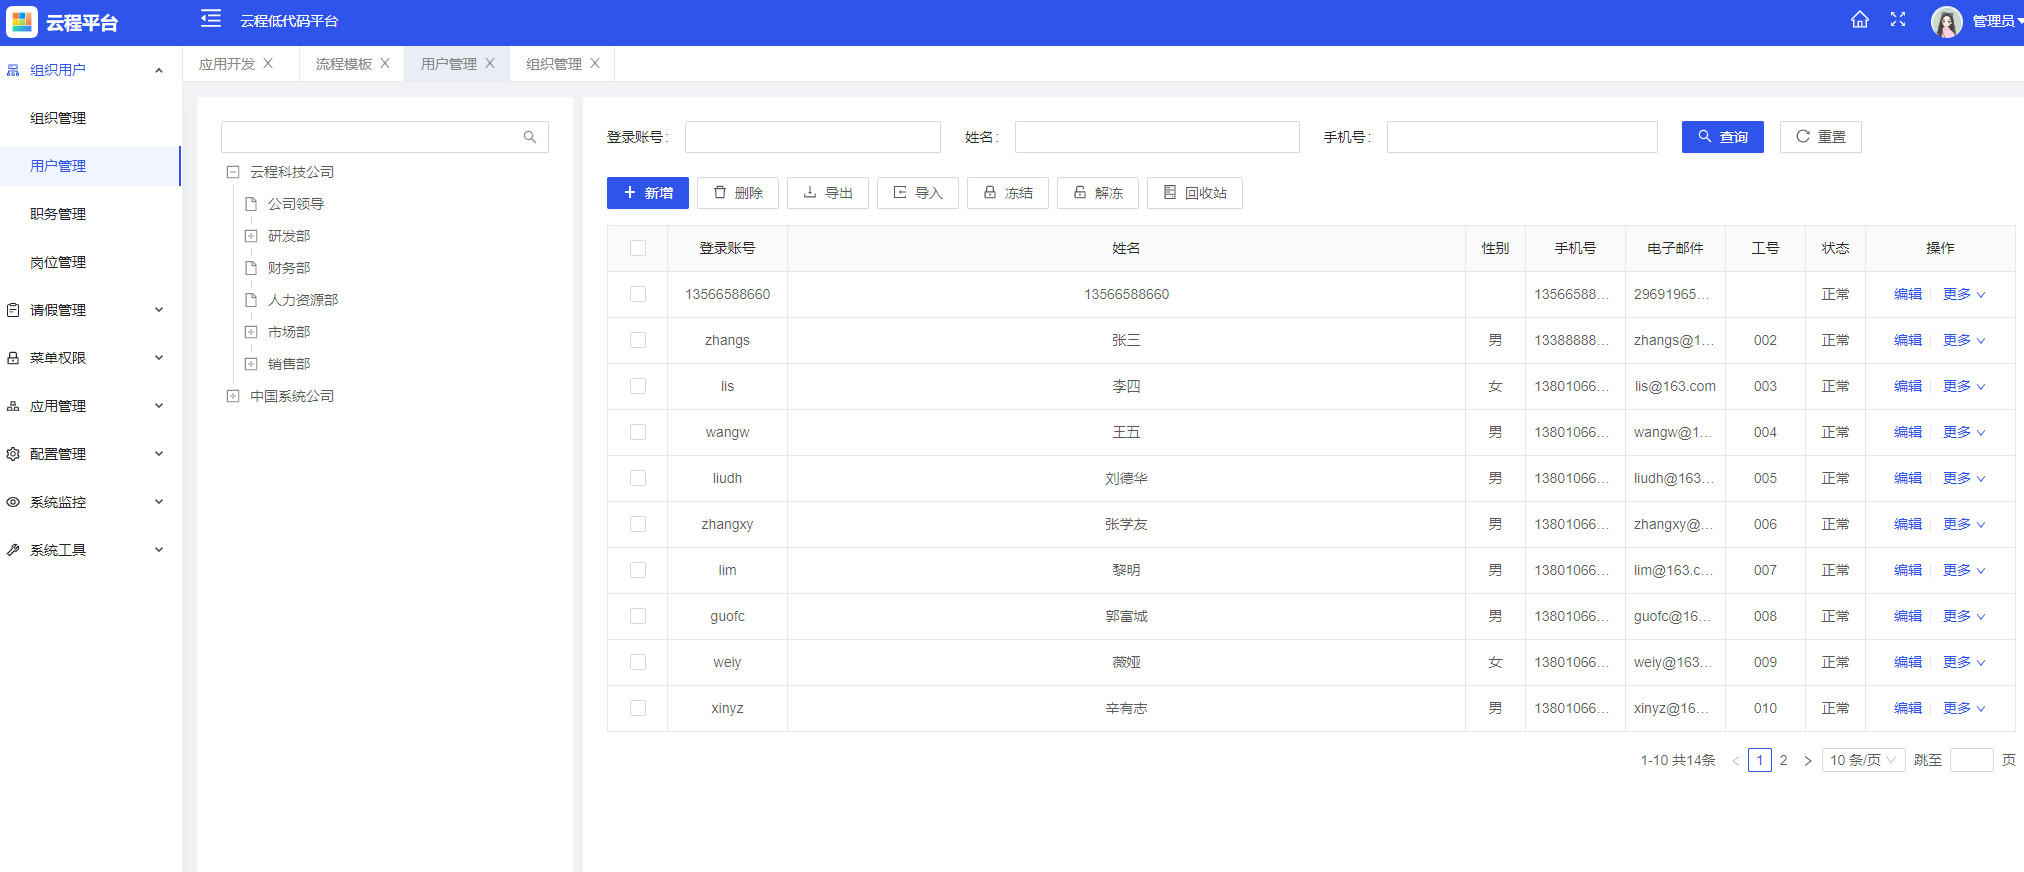 云程平台
云程低代码平台
管理员
组织用户
组织管理
用户管理
职务管理
岗位管理
请假管理
菜单权限
应用管理
配置管理
系统监控
系统工具
应用开发 X 流程模板 X 用户管理 X 组织管理 X
云程科技公司
公司领导
研发部
财务部
人力资源部
市场部
销售部
中国系统公司
登录账号: 姓名: 手机号: 查询 重置
新增 删除 导出 导入 冻结 解冻 回收站
登录账号 姓名 性别 手机号 电子邮件 工号 状态 操作
13566588660 13566588660 13566588... 29691965... 正常 编辑 更多
zhangs 张三 男 13388888... zhangs@1... 002 正常 编辑 更多
lis 李四 女 13801066... lis@163.com 003 正常 编辑 更多
wangw 王五 男 13801066... wangw@1... 004 正常 编辑 更多
liudh 刘德华 男 13801066... liudh@163... 005 正常 编辑 更多
zhangxy 张学友 男 13801066... zhangxy@... 006 正常 编辑 更多
lim 黎明 男 13801066... lim@163.c... 007 正常 编辑 更多
guofc 郭富城 男 13801066... guofc@16... 008 正常 编辑 更多
weiy 薇娅 女 13801066... weiy@163... 009 正常 编辑 更多
xinyz 辛有志 男 13801066... xinyz@16... 010 正常 编辑 更多
1-10 共14条 < 1 2 > 10 条/页 跳至 页